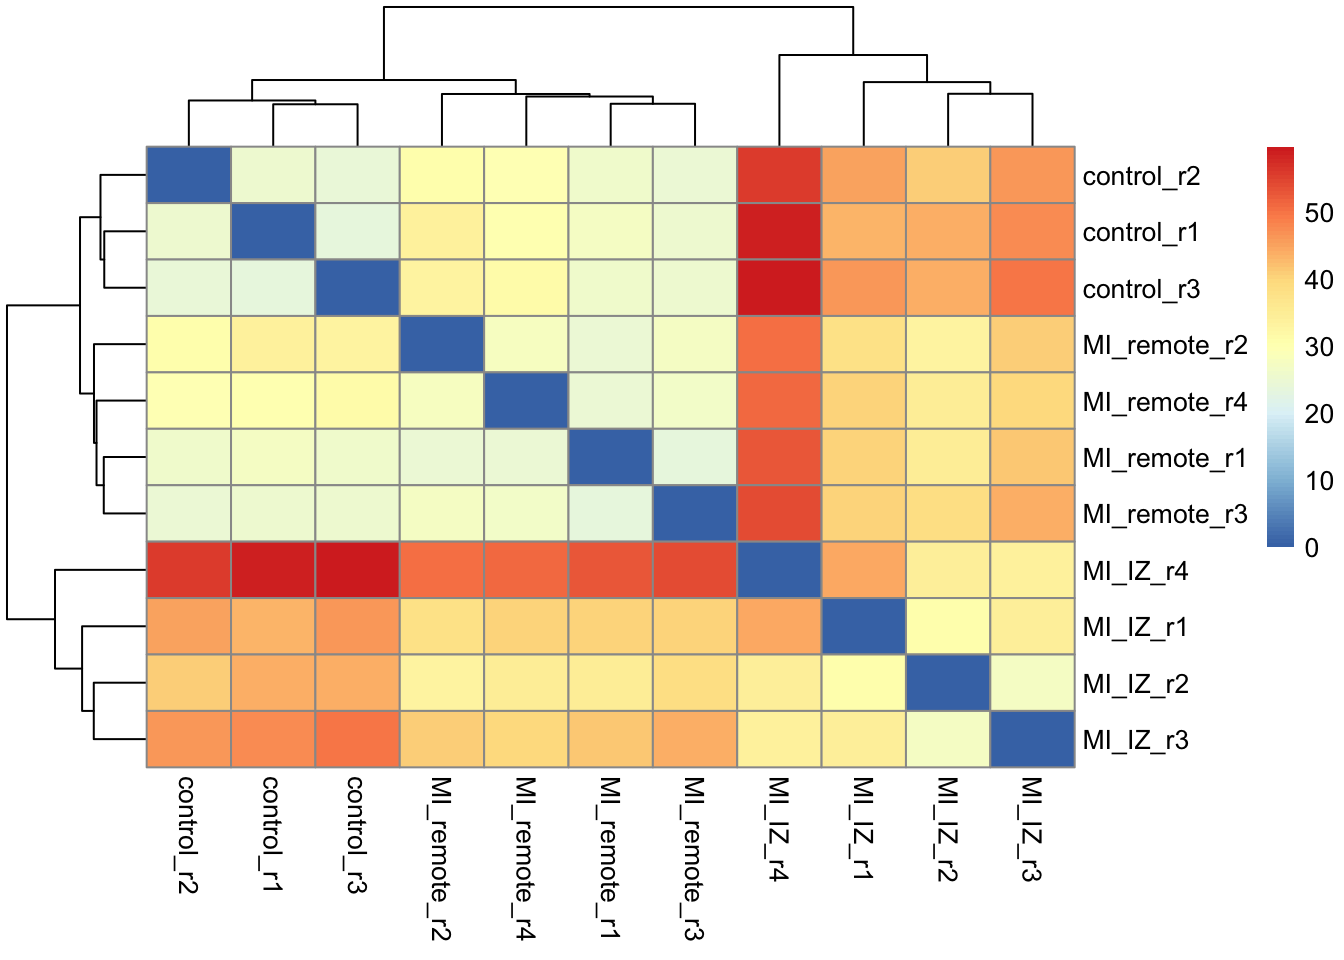 control_r2
control_r1
control_r3
MI_remote_r2
MI_remote_r4
MI_remote_r1
MI_remote_r3
MI_IZ_r4
MI_IZ_r1
MI_IZ_r2
MI_IZ_r3
50
40
30
20
10
0
control_r2
control_r1
control_r3
MI_remote_r2
MI_remote_r4
MI_remote_r1
MI_remote_r3
MI_IZ_r4
MI_IZ_r1
MI_IZ_r2
MI_IZ_r3